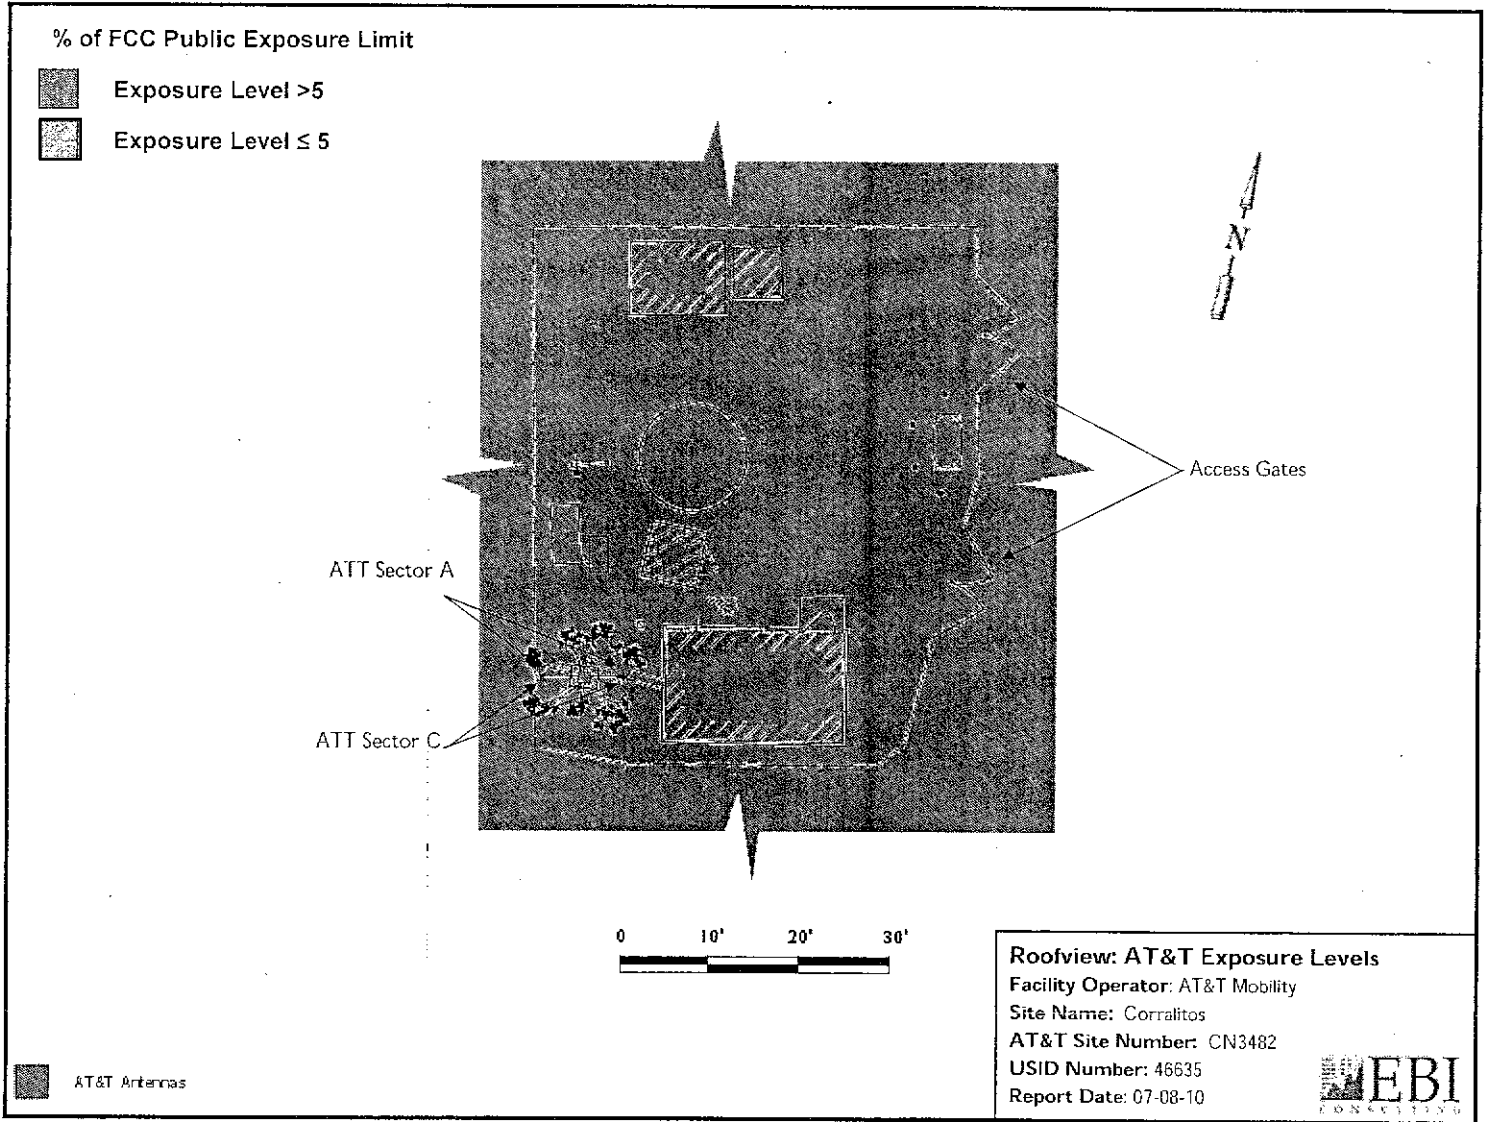 % of FCC Public Exposure Limit
Exposure Level >5
Exposure Level ≤ 5
N
Access Gates
ATT Sector A
ATT Sector C
0 10' 20' 30'
Roofview: AT&T Exposure Levels
Facility Operator: AT&T Mobility
Site Name: Corralitos
AT&T Site Number: CN3482
USID Number: 46635
Report Date: 07-08-10
EBI
CONSULTING
AT&T Antennas